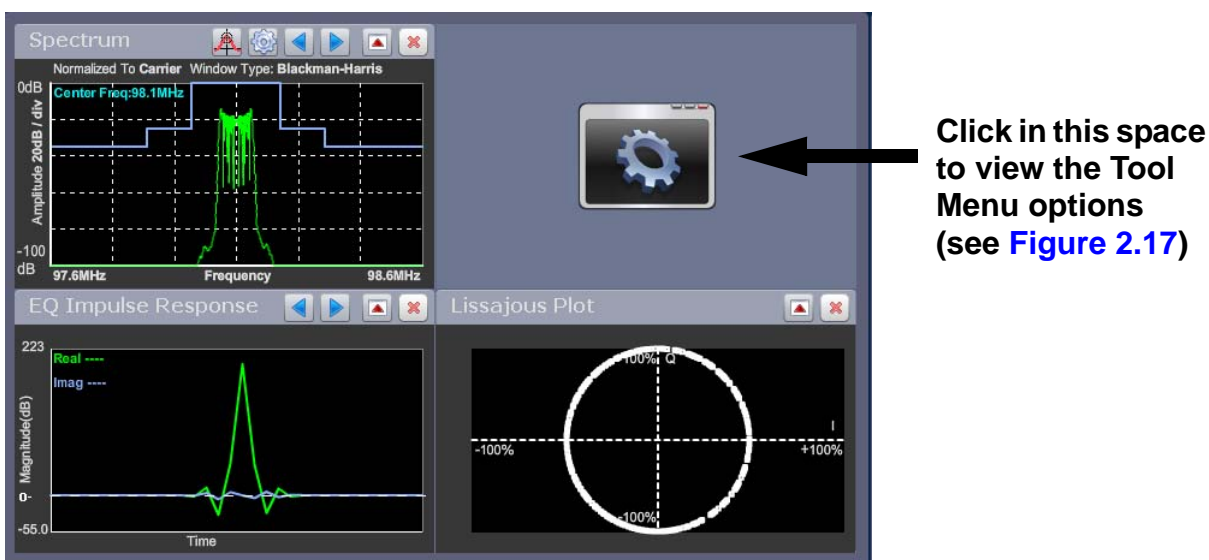 Spectrum
Normalized To Carrier Window Type: Blackman-Harris
0dB
Center Freq:98.1MHz
Amplitude 20dB / div
-100
dB
97.6MHz
Frequency
98.6MHz
Click in this space
to view the Tool
Menu options
(see Figure 2.17)
EQ Impulse Response
223
Real ----
Imag ----
Magnitude(dB)
0-
-55.0
Time
Lissajous Plot
100%
Q
I
-100%
+100%
-100%